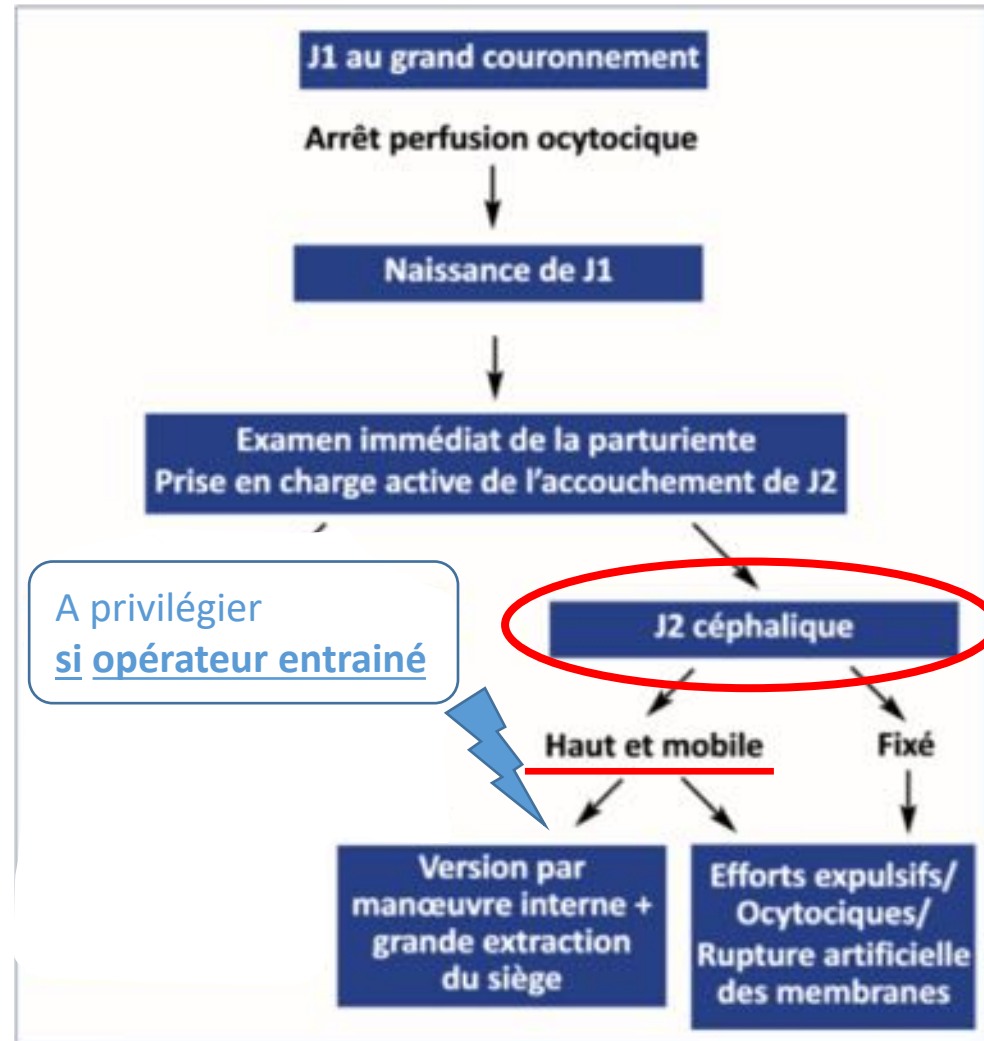 J1 au grand couronnement
Arrêt perfusion ocytocique
Naissance de J1
Examen immédiat de la parturiente
Prise en charge active de l'accouchement de J2
A privilégier
si opérateur entrainé
J2 céphalique
Haut et mobile
Fixé
Version par
manœuvre interne +
grande extraction
du siège
Efforts expulsifs/
Ocytociques/
Rupture artificielle
des membranes